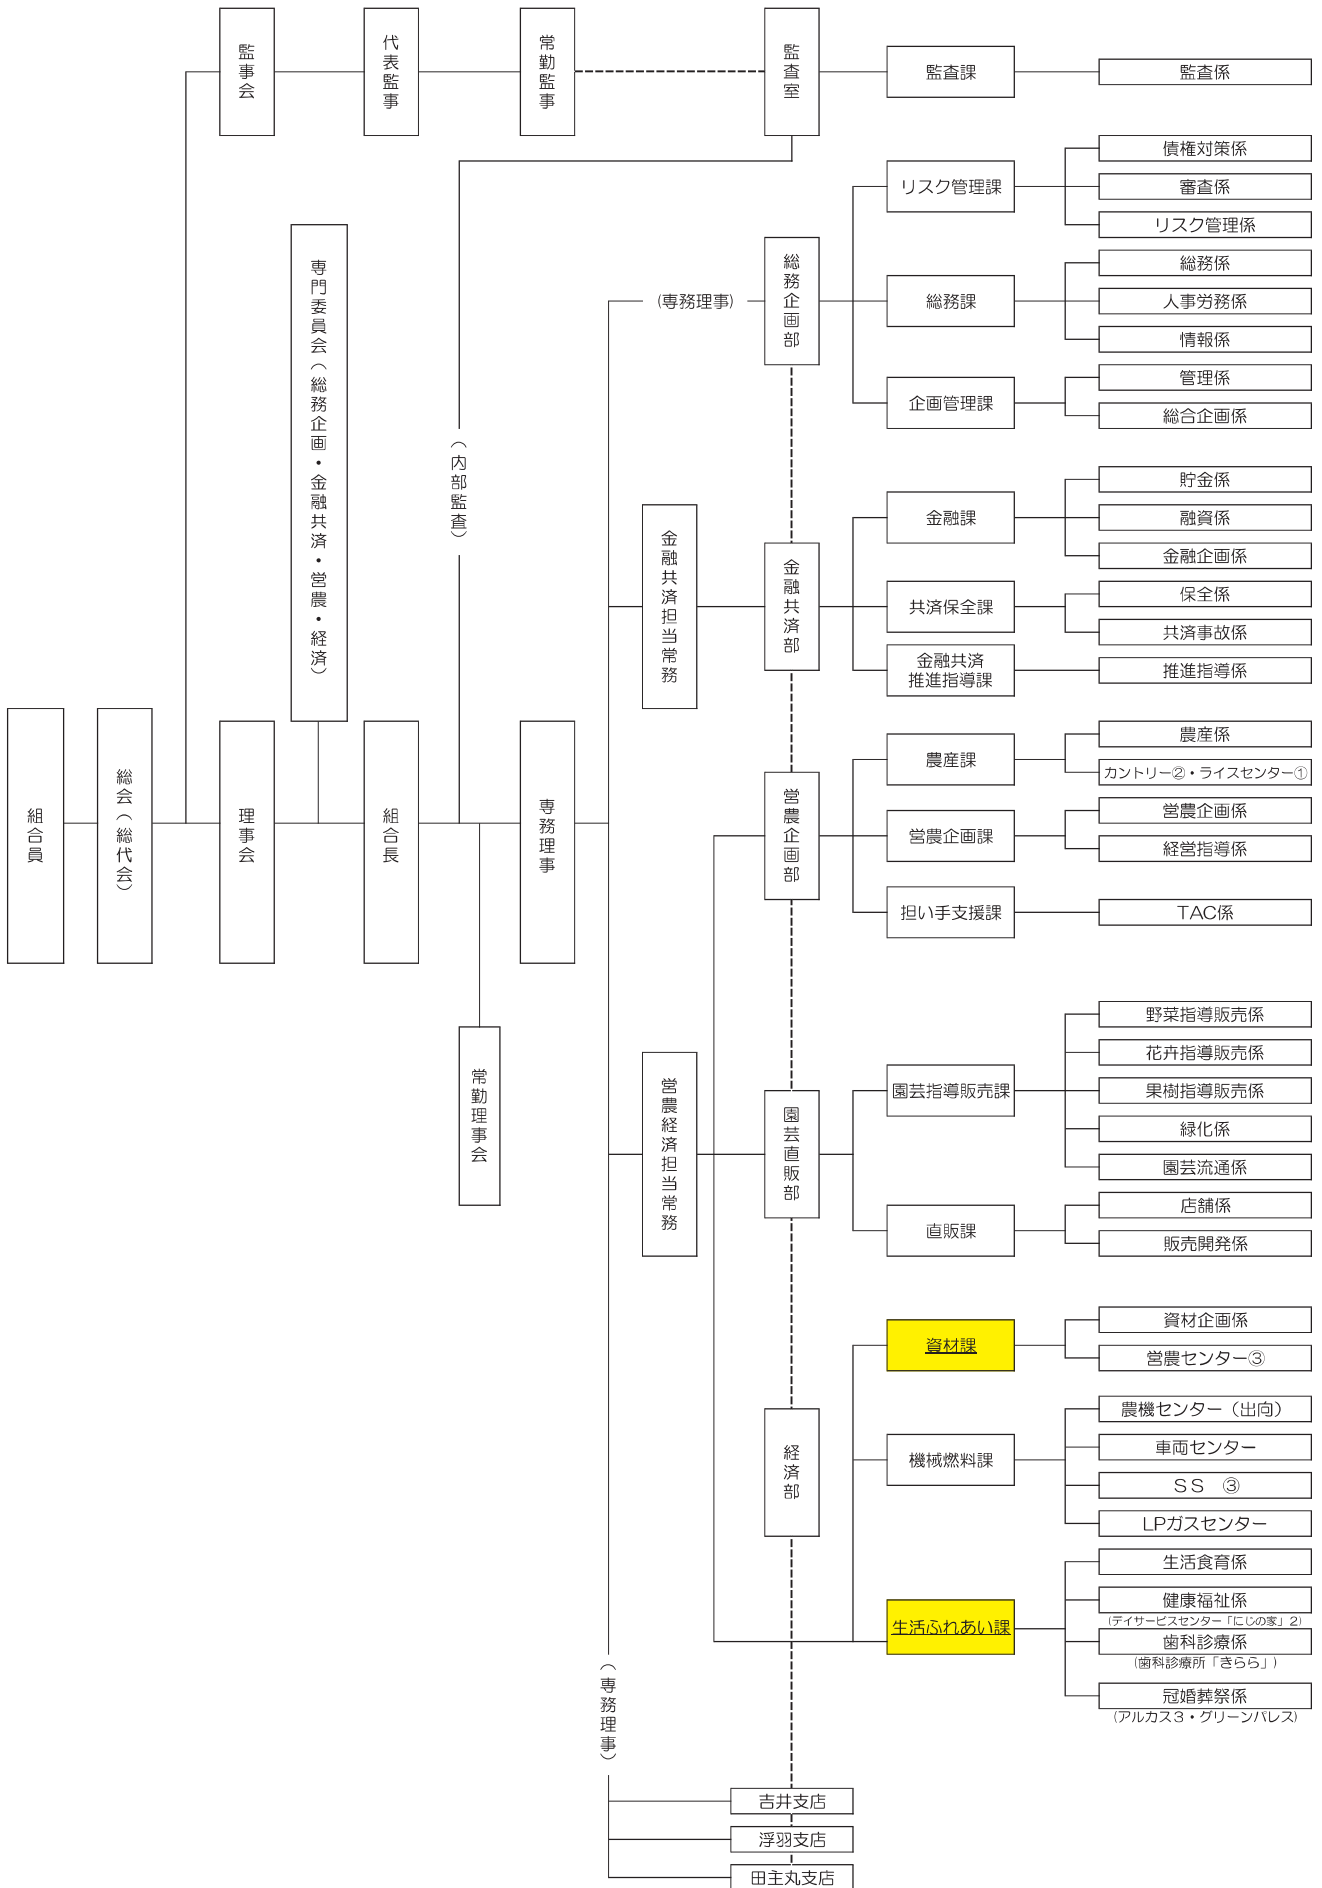 組合員
総会（総代会）
監事会
代表監事
常勤監事
監査室
監査課
監査係
理事会
専門委員会（総務企画・金融共済・営農・経済）
組合長
（内部監査）
常勤理事会
専務理事
(専務理事)
総務企画部
リスク管理課
債権対策係
審査係
リスク管理係
総務課
総務係
人事労務係
情報係
企画管理課
管理係
総合企画係
金融共済担当常務
金融共済部
金融課
貯金係
融資係
金融企画係
共済保全課
保全係
共済事故係
金融共済
推進指導課
推進指導係
営農経済担当常務
営農企画部
農産課
農産係
カントリー②・ライスセンター①
営農企画課
営農企画係
経営指導係
担い手支援課
TAC係
園芸直販部
園芸指導販売課
野菜指導販売係
花卉指導販売係
果樹指導販売係
緑化係
園芸流通係
直販課
店舗係
販売開発係
経済部
資材課
資材企画係
営農センター③
機械燃料課
農機センター（出向）
車両センター
ＳＳ　③
LPガスセンター
生活ふれあい課
生活食育係
健康福祉係
(デイサービスセンター「にじの家」2)
歯科診療係
(歯科診療所「きらら」)
冠婚葬祭係
(アルカス3・グリーンパレス)
（専務理事）
吉井支店
浮羽支店
田主丸支店